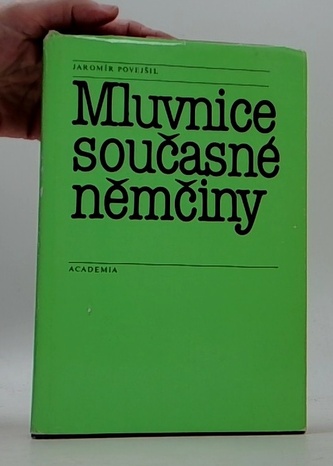 JAROMÍR POVEJŠIL
Mluvnice
současné
němčiny
ACADEMIA